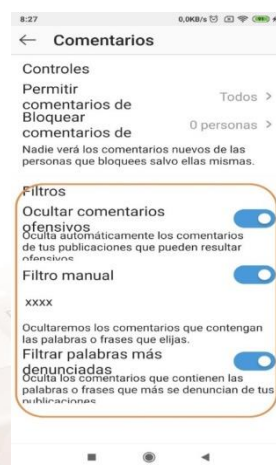 8:27 0,0KB/s
Comentarios
Controles
Permitir
comentarios de
Todos
Bloquear
comentarios de
0 personas
Nadie verá los comentarios nuevos de las
personas que bloquees salvo ellas mismas.
Filtros
Ocultar comentarios
ofensivos
Oculta automáticamente los comentarios
de tus publicaciones que pueden resultar
ofensivos
Filtro manual
xxxx
Ocultaremos los comentarios que contengan
las palabras o frases que elijas.
Filtrar palabras más
denunciadas
Oculta los comentarios que contienen las
palabras o frases que más se denuncian de tus
publicaciones